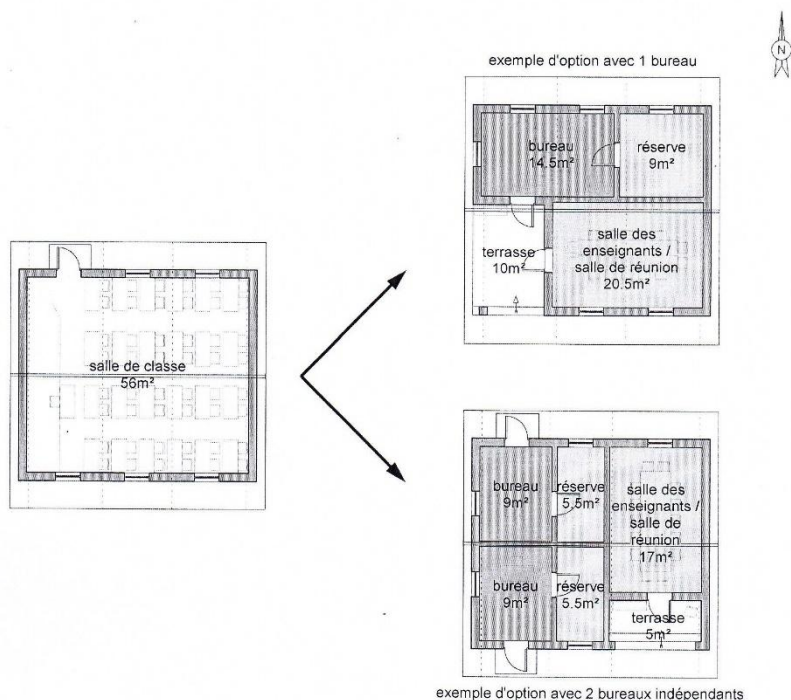 N
exemple d'option avec 1 bureau
bureau
14.5m²
réserve
9m²
terrasse
10m²
salle des
enseignants /
salle de réunion
20.5m²
salle de classe
56m²
bureau
9m²
réserve
5.5m²
salle des
enseignants /
salle de
réunion
17m²
bureau
9m²
réserve
5.5m²
terrasse
5m²
exemple d'option avec 2 bureaux indépendants